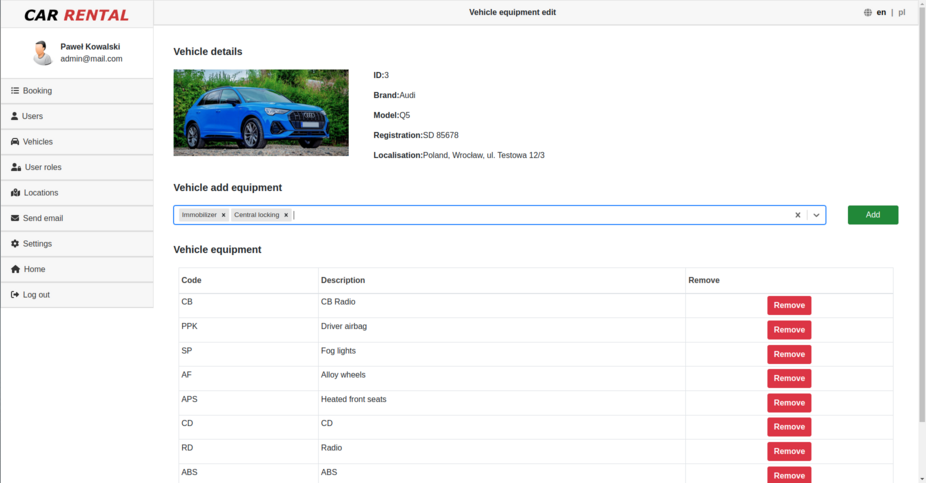 CAR RENTAL
Vehicle equipment edit
en | pl
Paweł Kowalski
admin@mail.com
Booking
Users
Vehicles
User roles
Locations
Send email
Settings
Home
Log out
Vehicle details
ID:3
Brand:Audi
Model:Q5
Registration:SD 85678
Localisation:Poland, Wrocław, ul. Testowa 12/3
Vehicle add equipment
Immobilizer × Central locking ×
Add
Vehicle equipment
Code Description Remove
CB CB Radio Remove
PPK Driver airbag Remove
SP Fog lights Remove
AF Alloy wheels Remove
APS Heated front seats Remove
CD CD Remove
RD Radio Remove
ABS ABS Remove